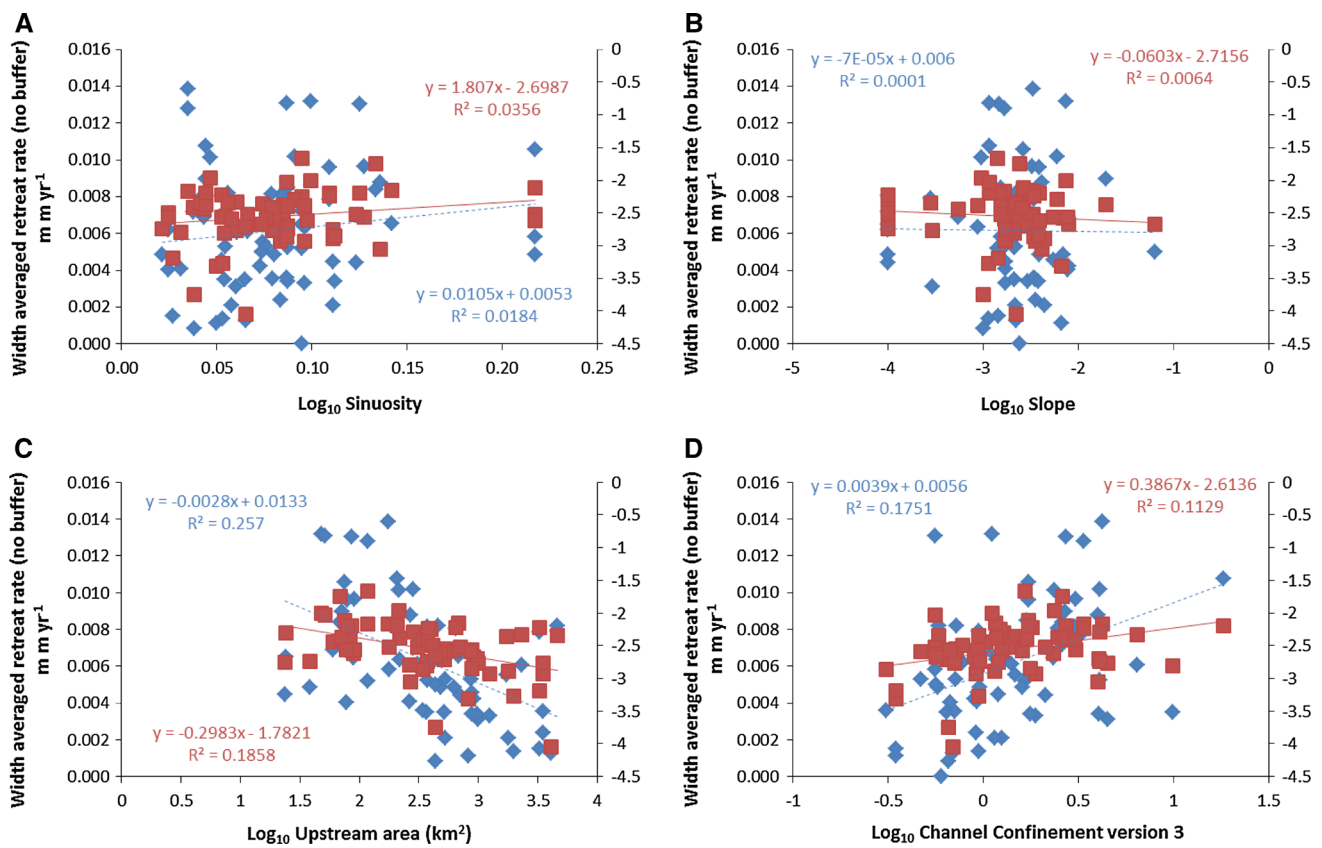 A
Width averaged retreat rate (no buffer)
m m yr-1
0.016
0.014
0.012
0.010
0.008
0.006
0.004
0.002
0.000
0
-0.5
-1
-1.5
-2
-2.5
-3
-3.5
-4
-4.5
y = 1.807x - 2.6987
R² = 0.0356
y = 0.0105x + 0.0053
R² = 0.0184
0.00 0.05 0.10 0.15 0.20 0.25
Log10 Sinuosity
B
Width averaged retreat rate (no buffer)
m m yr-1
0.016
0.014
0.012
0.010
0.008
0.006
0.004
0.002
0.000
0
-0.5
-1
-1.5
-2
-2.5
-3
-3.5
-4
-4.5
y = -7E-05x + 0.006
R² = 0.0001
y = -0.0603x - 2.7156
R² = 0.0064
-5 -4 -3 -2 -1 0
Log10 Slope
C
Width averaged retreat rate (no buffer)
m m yr-1
0.016
0.014
0.012
0.010
0.008
0.006
0.004
0.002
0.000
0
-0.5
-1
-1.5
-2
-2.5
-3
-3.5
-4
-4.5
y = -0.0028x + 0.0133
R² = 0.257
y = -0.2983x - 1.7821
R² = 0.1858
0 0.5 1 1.5 2 2.5 3 3.5 4
Log10 Upstream area (km2)
D
Width averaged retreat rate (no buffer)
m m yr-1
0.016
0.014
0.012
0.010
0.008
0.006
0.004
0.002
0.000
0
-0.5
-1
-1.5
-2
-2.5
-3
-3.5
-4
-4.5
y = 0.0039x + 0.0056
R² = 0.1751
y = 0.3867x - 2.6136
R² = 0.1129
-1 -0.5 0 0.5 1 1.5
Log10 Channel Confinement version 3